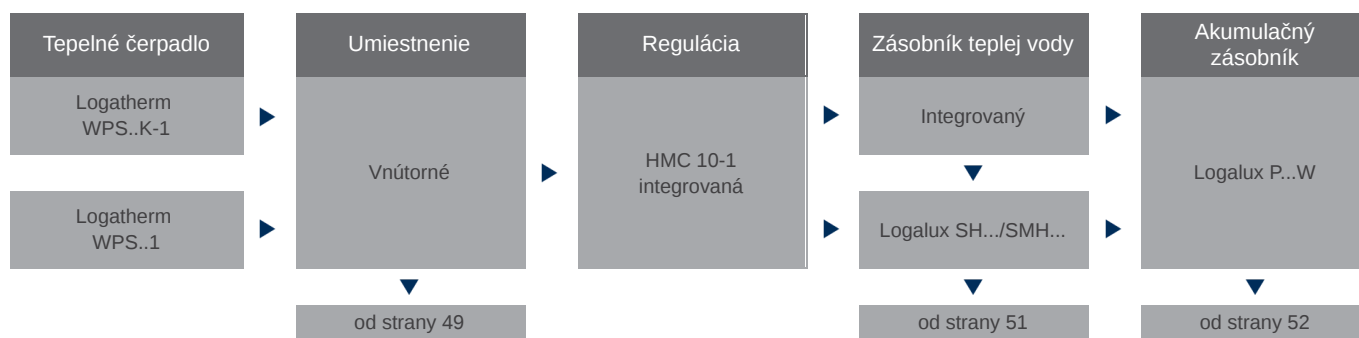 Tepelné čerpadlo
Umiestnenie
Regulácia
Zásobník teplej vody
Akumulačný
zásobník
Logatherm
WPS..K-1
Logatherm
WPS..1
Vnútorné
HMC 10-1
integrovaná
Integrovaný
Logalux SH.../SMH...
Logalux P...W
od strany 49
od strany 51
od strany 52